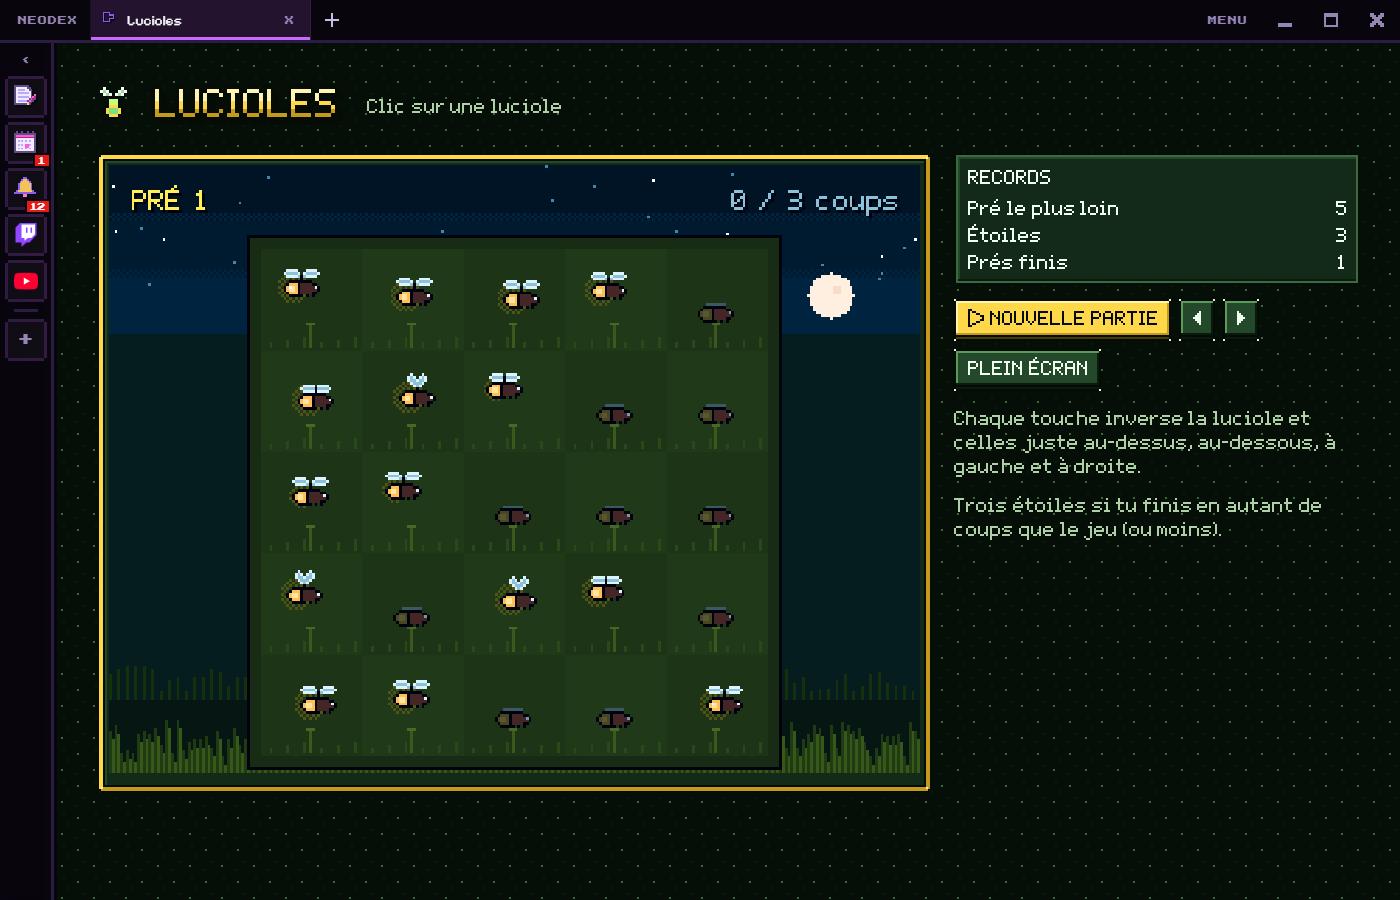 NEODEX
Lucioles
MENU
LUCIOLES
Clic sur une luciole
1
12
PRÉ 1
0 / 3 coups
RECORDS
Pré le plus loin 5
Étoiles 3
Prés finis 1
NOUVELLE PARTIE
PLEIN ÉCRAN
Chaque touche inverse la luciole et
celles juste au-dessus, au-dessous, à
gauche et à droite.
Trois étoiles si tu finis en autant de
coups que le jeu (ou moins).